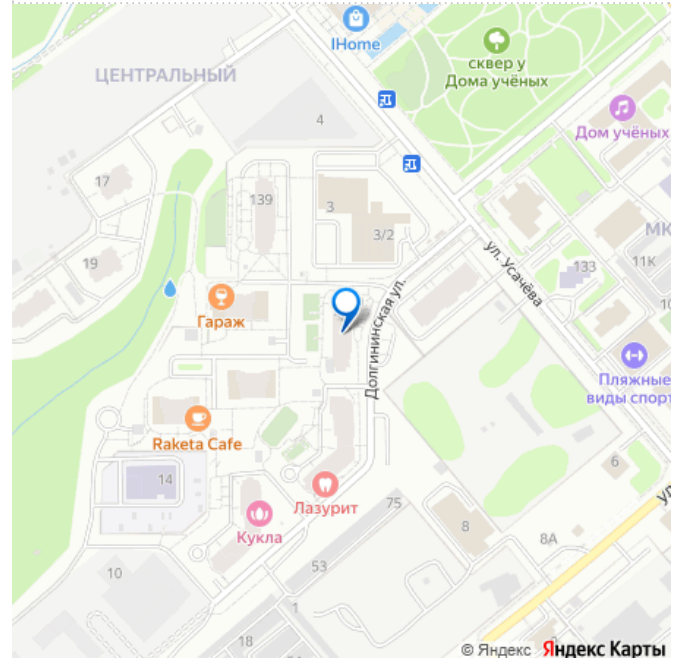 IHome
сквер у
Дома учёных
ЦЕНТРАЛЬНЫЙ
4
Дом учёных
17
139
3
3/2
МК
19
ул. Усачёва
133
11К
10
Гараж
Долгининская ул.
Пляжные
виды спорт
Raketa Cafe
6
14
Лазурит
75
ул
Кукла
8
8А
53
10
1
18
© Яндекс Яндекс Карты